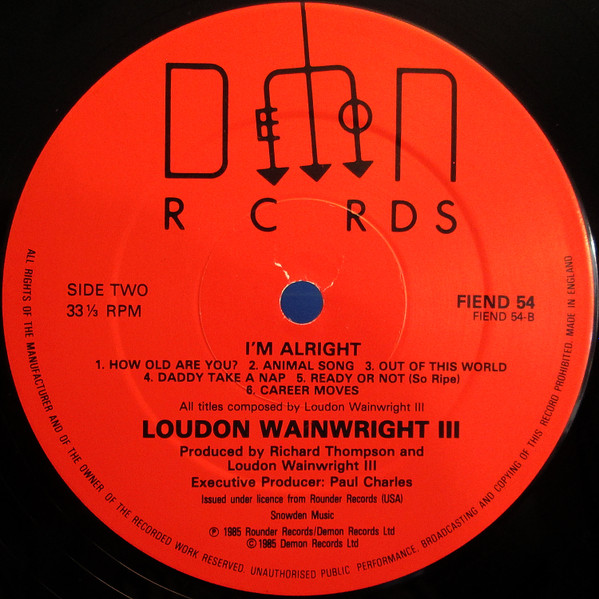 DEMON
RECORDS
SIDE TWO
33⅓ RPM
FIEND 54
FIEND 54-B
I'M ALRIGHT
1. HOW OLD ARE YOU? 2. ANIMAL SONG 3. OUT OF THIS WORLD
4. DADDY TAKE A NAP 5. READY OR NOT (So Ripe)
6. CAREER MOVES
All titles composed by Loudon Wainwright III
LOUDON WAINWRIGHT III
Produced by Richard Thompson and
Loudon Wainwright III
Executive Producer: Paul Charles
Issued under licence from Rounder Records (USA)
Snowden Music
℗ 1985 Rounder Records/Demon Records Ltd
© 1985 Demon Records Ltd
ALL RIGHTS OF THE MANUFACTURER AND OF THE OWNER OF THE RECORDED WORK RESERVED. UNAUTHORISED PUBLIC PERFORMANCE, BROADCASTING AND COPYING OF THIS RECORD PROHIBITED. MADE IN ENGLAND